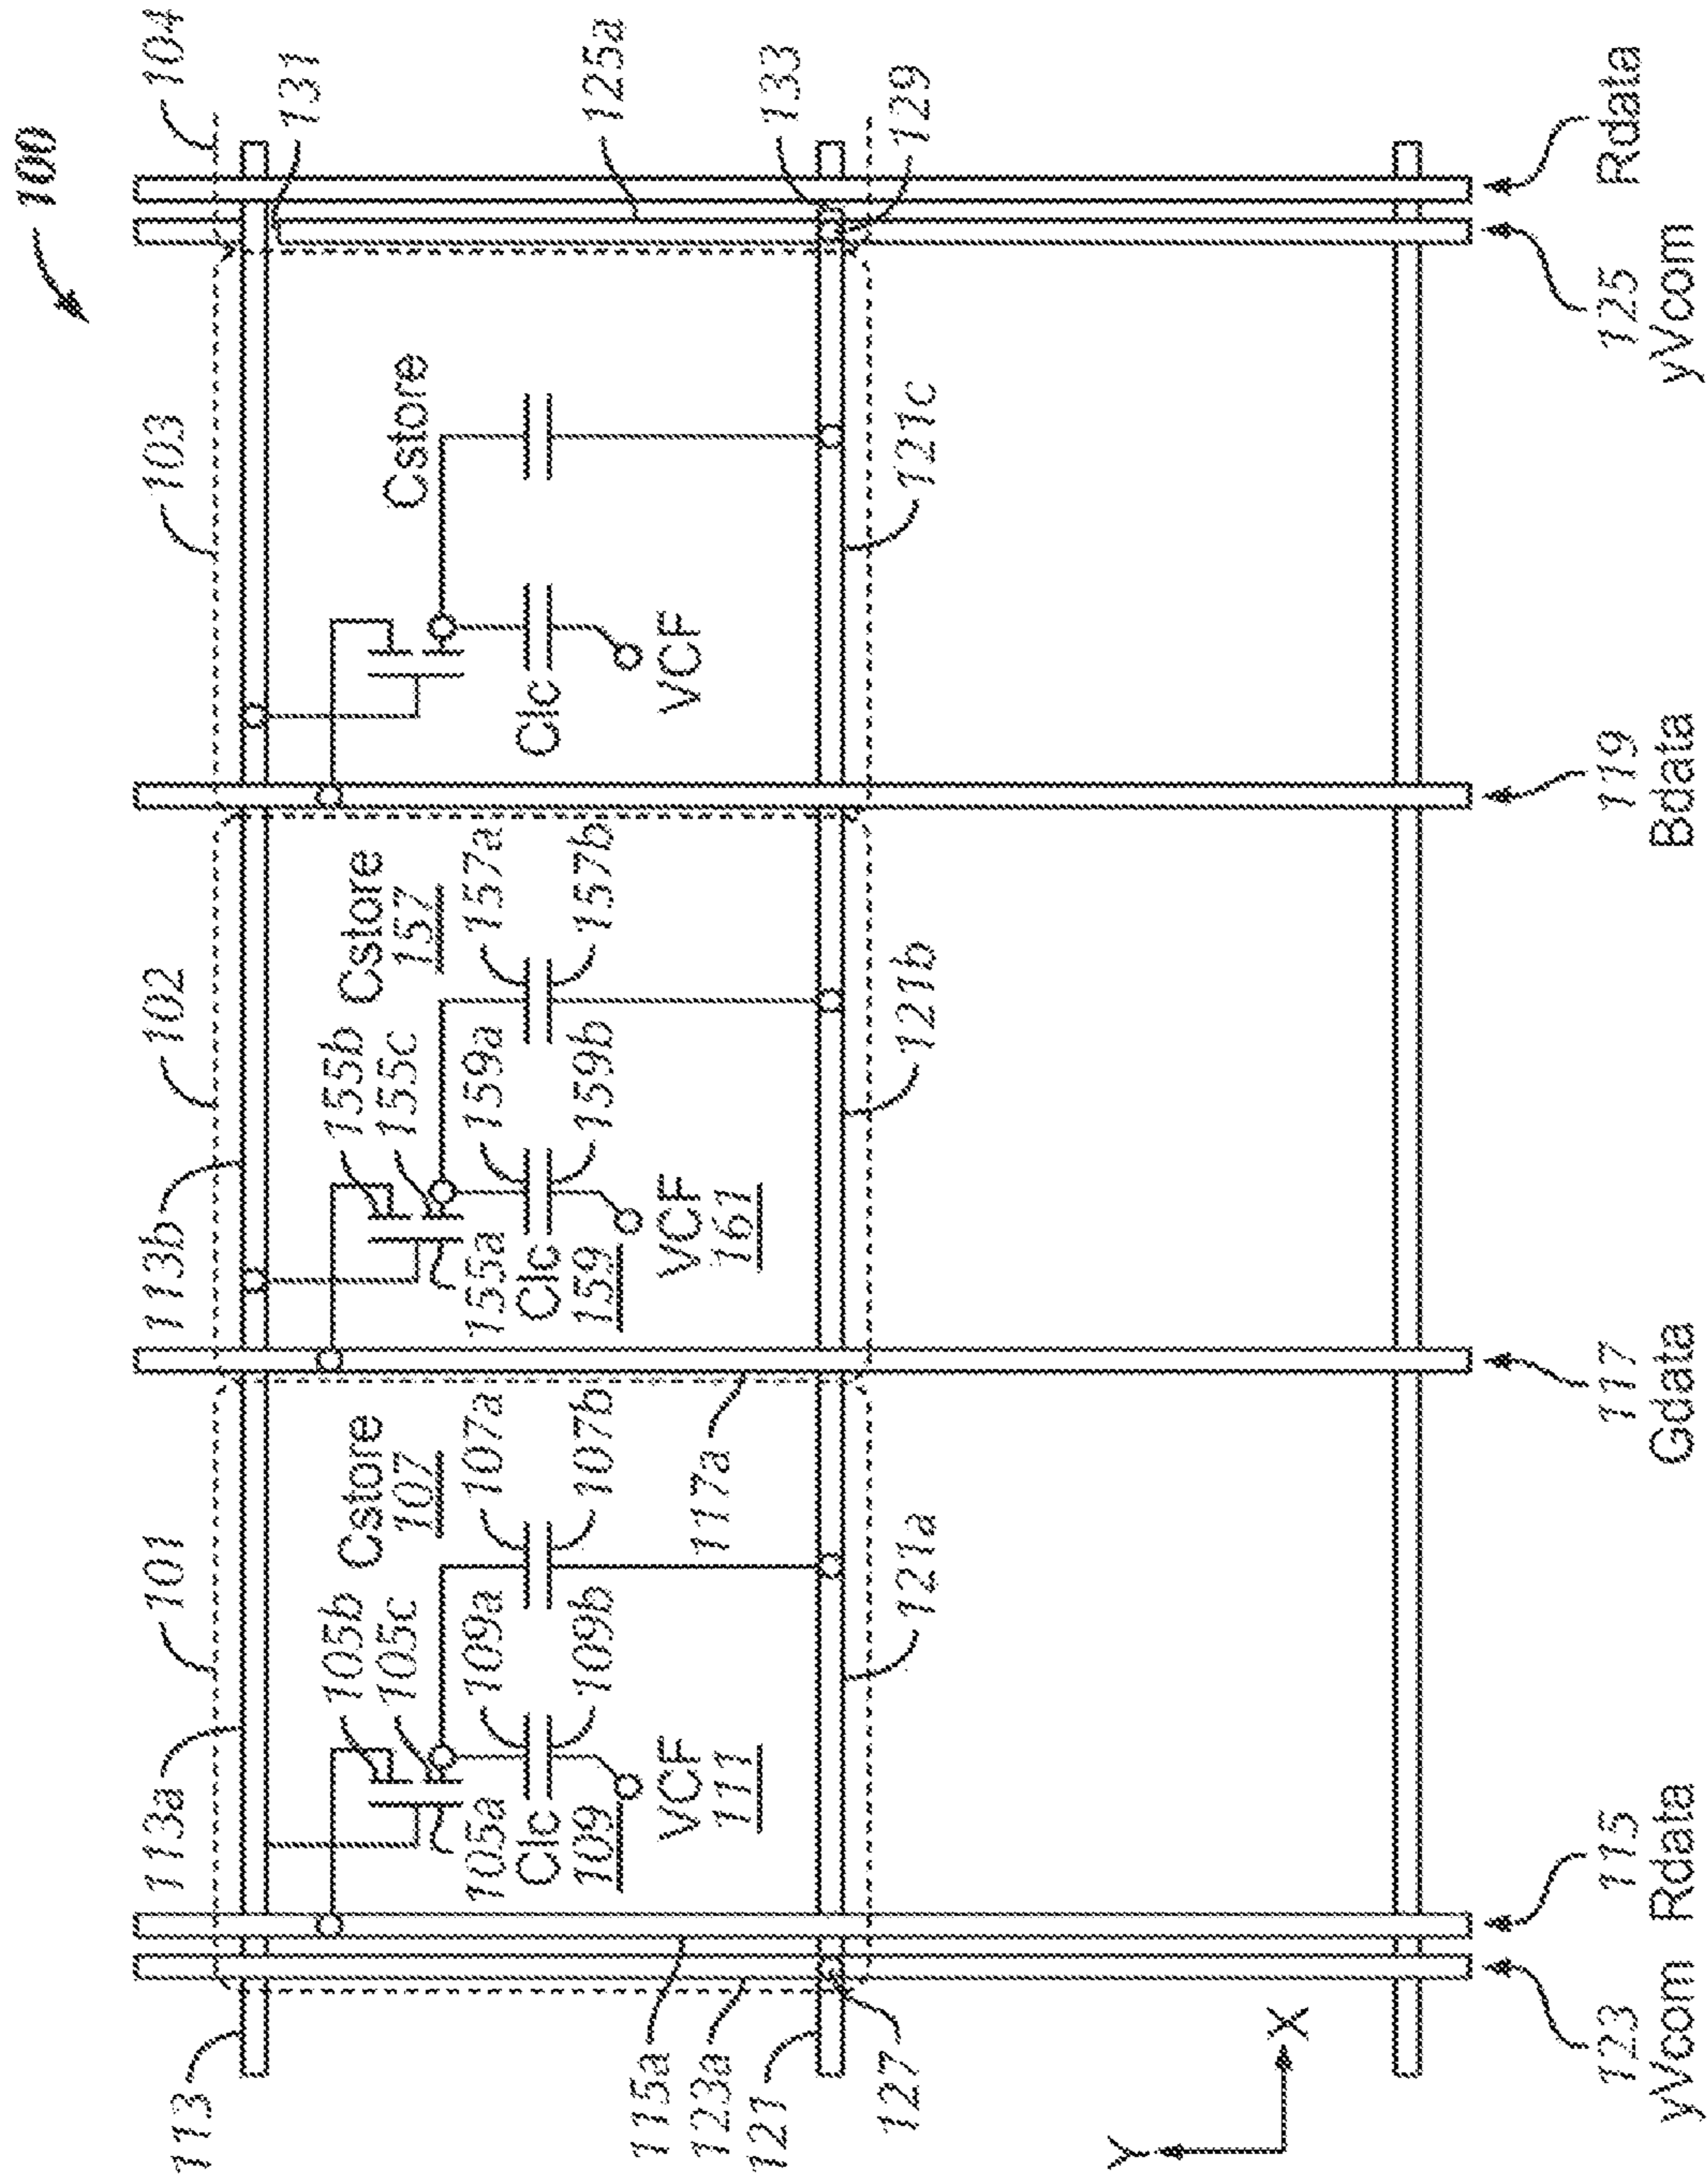 100
101
102
103
104
113
113a
113b
131
105b
105c
Cstore
107
155b
155c
Cstore
157
Cstore
105a
109a
107a
155a
159a
157a
Clc
109
109b
107b
Clc
159
159b
157b
Clc
125a
115a
VCF
111
117a
VCF
161
VCF
123a
121
133
127
121a
121b
121c
129
Y
X
123
yVcom
115
Rdata
117
Gdata
119
Bdata
125
yVcom
Rdata